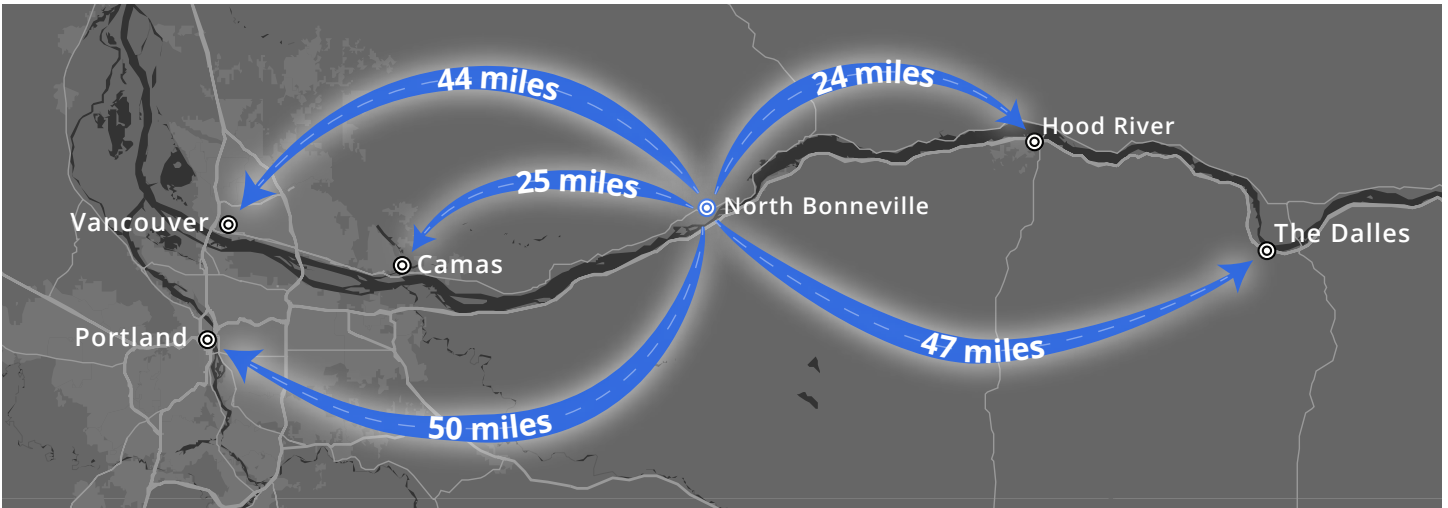 44 miles
24 miles
Hood River
25 miles
North Bonneville
Vancouver
The Dalles
Camas
Portland
47 miles
50 miles